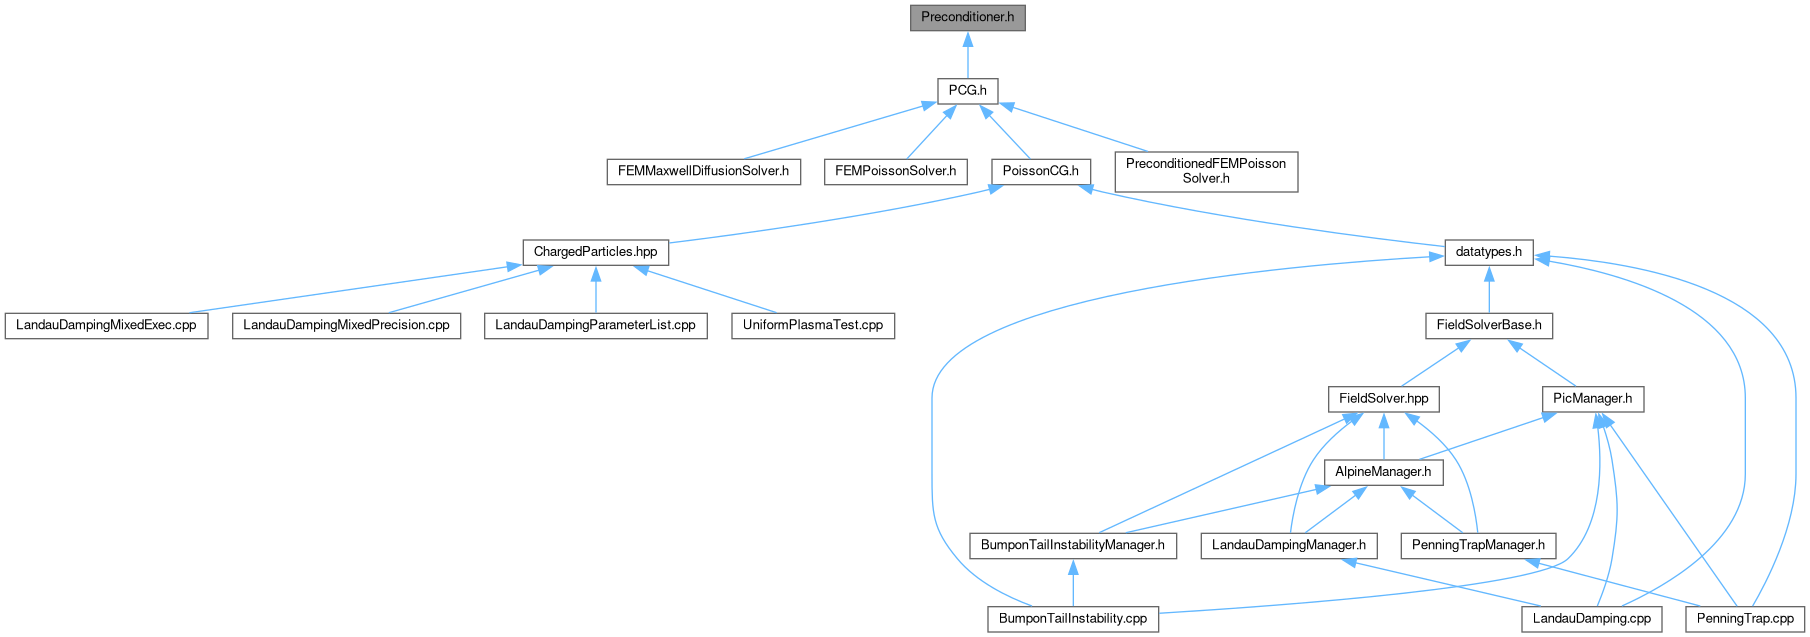 Preconditioner.h
PCG.h
FEMMaxwellDiffusionSolver.h
FEMPoissonSolver.h
PoissonCG.h
PreconditionedFEMPoisson
Solver.h
ChargedParticles.hpp
datatypes.h
LandauDampingMixedExec.cpp
LandauDampingMixedPrecision.cpp
LandauDampingParameterList.cpp
UniformPlasmaTest.cpp
FieldSolverBase.h
FieldSolver.hpp
PicManager.h
AlpineManager.h
BumponTailInstabilityManager.h
LandauDampingManager.h
PenningTrapManager.h
BumponTailInstability.cpp
LandauDamping.cpp
PenningTrap.cpp